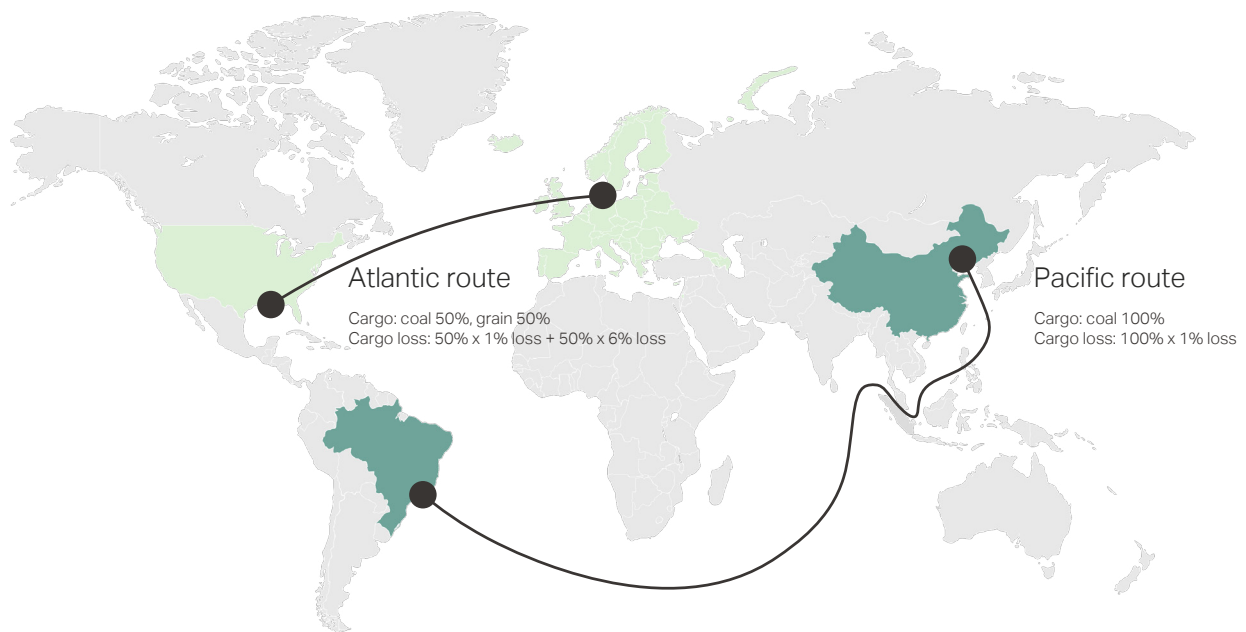 Atlantic route
Cargo: coal 50%, grain 50%
Cargo loss: 50% x 1% loss + 50% x 6% loss
Pacific route
Cargo: coal 100%
Cargo loss: 100% x 1% loss